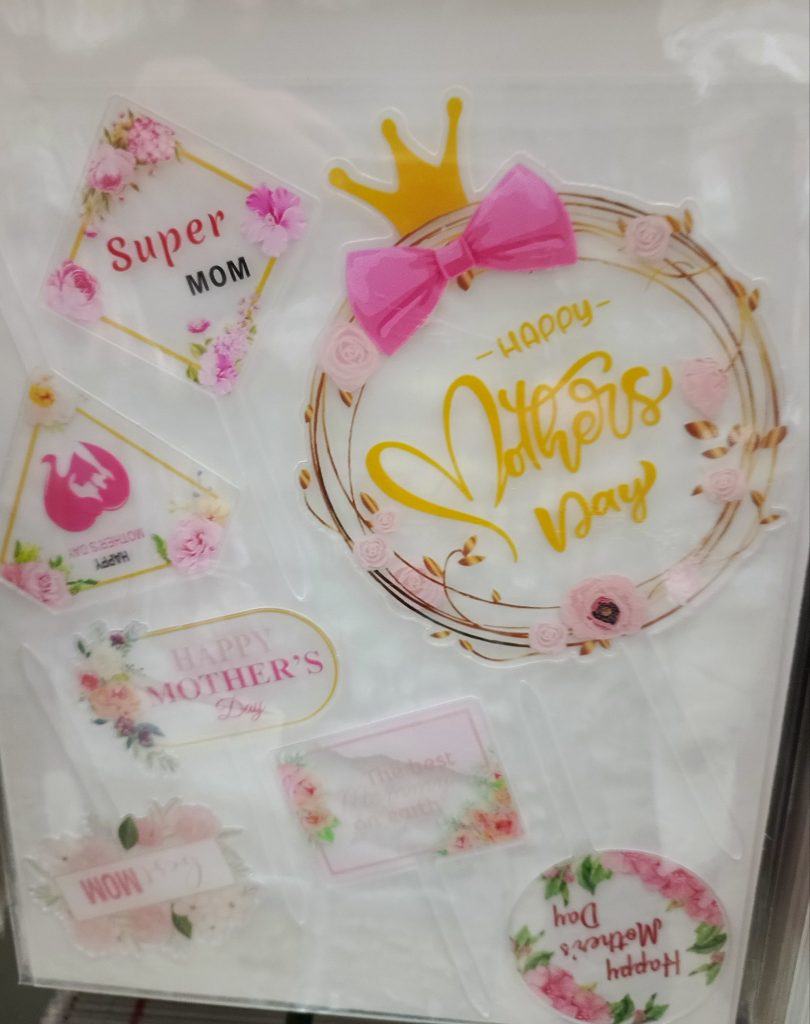 Super
MOM
-HAPPY-
Mothers
Day
HAPPY
MOTHER'S DAY
HAPPY
MOTHER'S
Day
The best
on earth
best
MOM
Happy
Mother's
Day